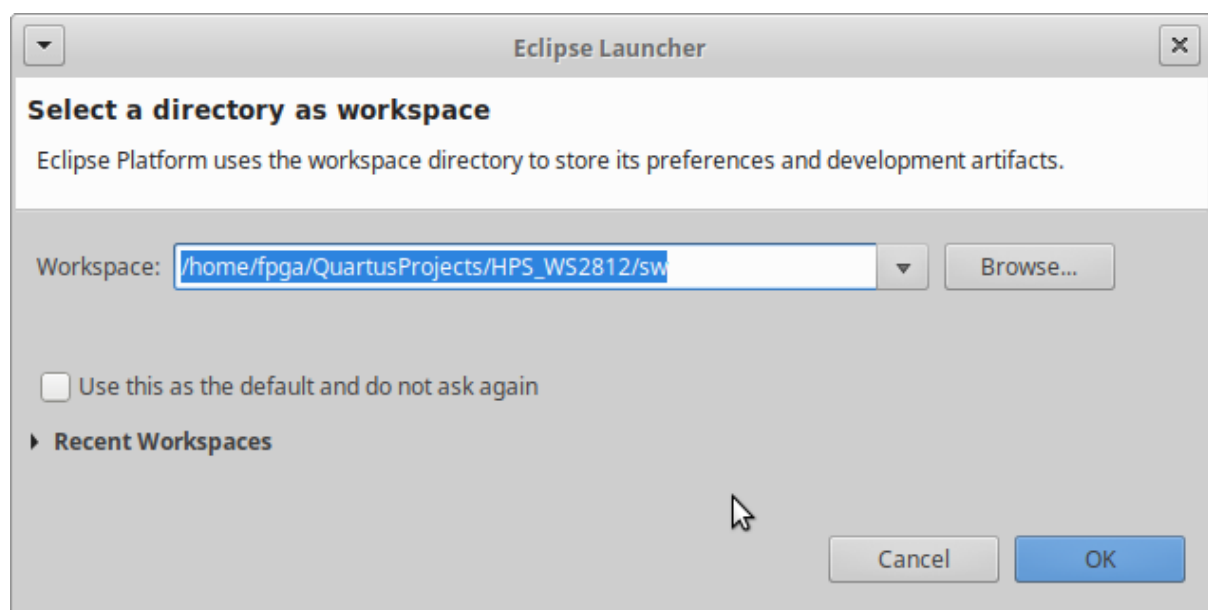 Eclipse Launcher
Select a directory as workspace
Eclipse Platform uses the workspace directory to store its preferences and development artifacts.
Workspace: /home/fpga/QuartusProjects/HPS_WS2812/sw Browse...
Use this as the default and do not ask again
Recent Workspaces
Cancel OK